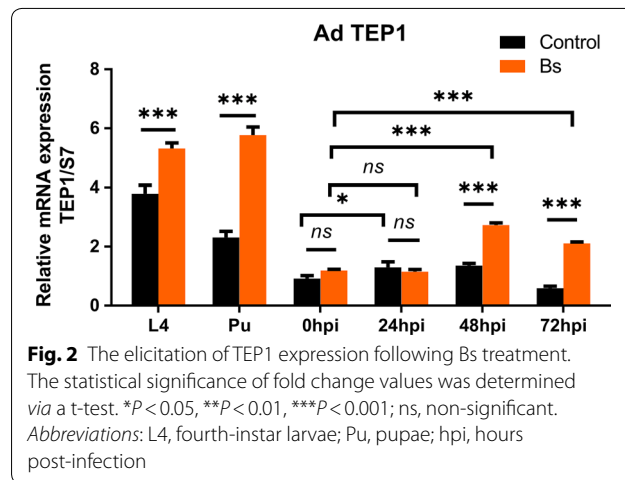 Ad TEP1
Control
Bs
Relative mRNA expression
TEP1/S7
8
6
4
2
0
***
***
ns
*
ns
ns
***
***
***
***
L4 Pu 0hpi 24hpi 48hpi 72hpi
Fig. 2 The elicitation of TEP1 expression following Bs treatment.
The statistical significance of fold change values was determined
via a t-test. *P < 0.05, **P < 0.01, ***P < 0.001; ns, non-significant.
Abbreviations: L4, fourth-instar larvae; Pu, pupae; hpi, hours
post-infection